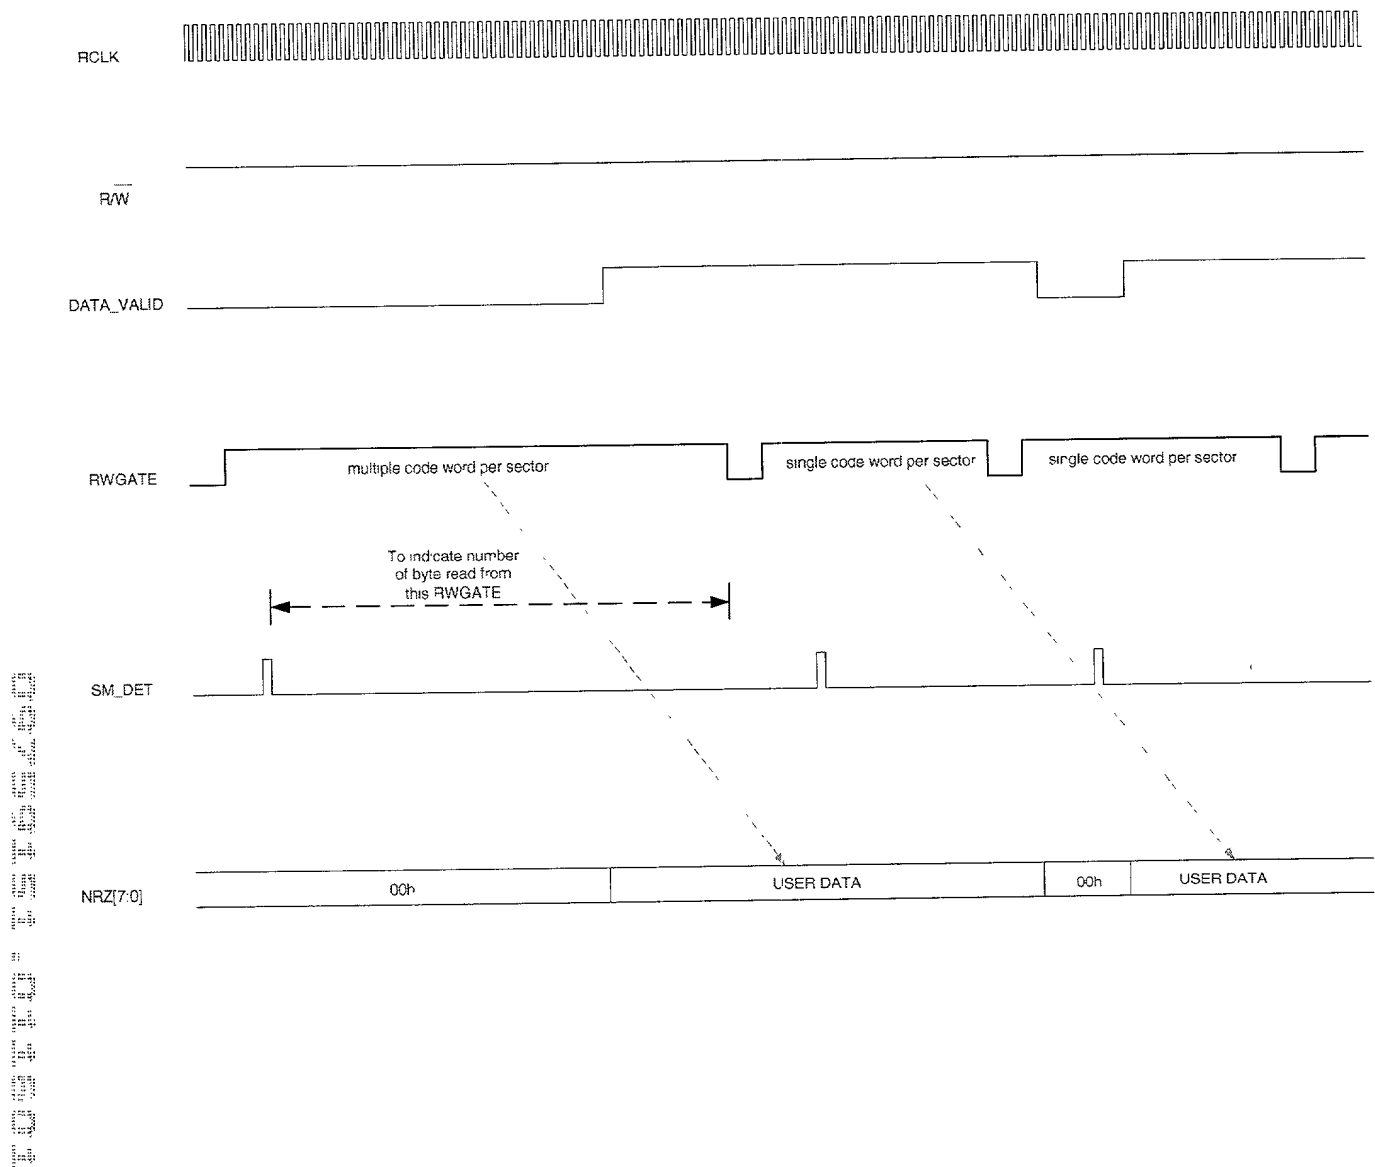 RCLK
R/W
DATA_VALID
RWGATE
multiple code word per sector
single code word per sector
single code word per sector
To indicate number
of byte read from
this RWGATE
SM_DET
NRZ[7:0]
00h
USER DATA
00h
USER DATA